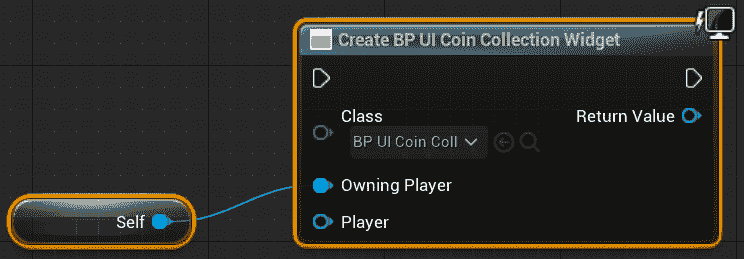 Create BP UI Coin Collection Widget
Class
Return Value
BP UI Coin Coll
Owning Player
Self
Player